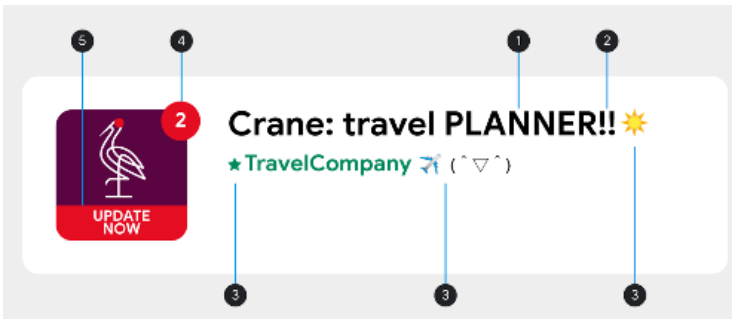 5 4 1 2
2
Crane: travel PLANNER!!☀️
★TravelCompany ✈️ (ˆ▽ˆ)
UPDATE
NOW
3 3 3